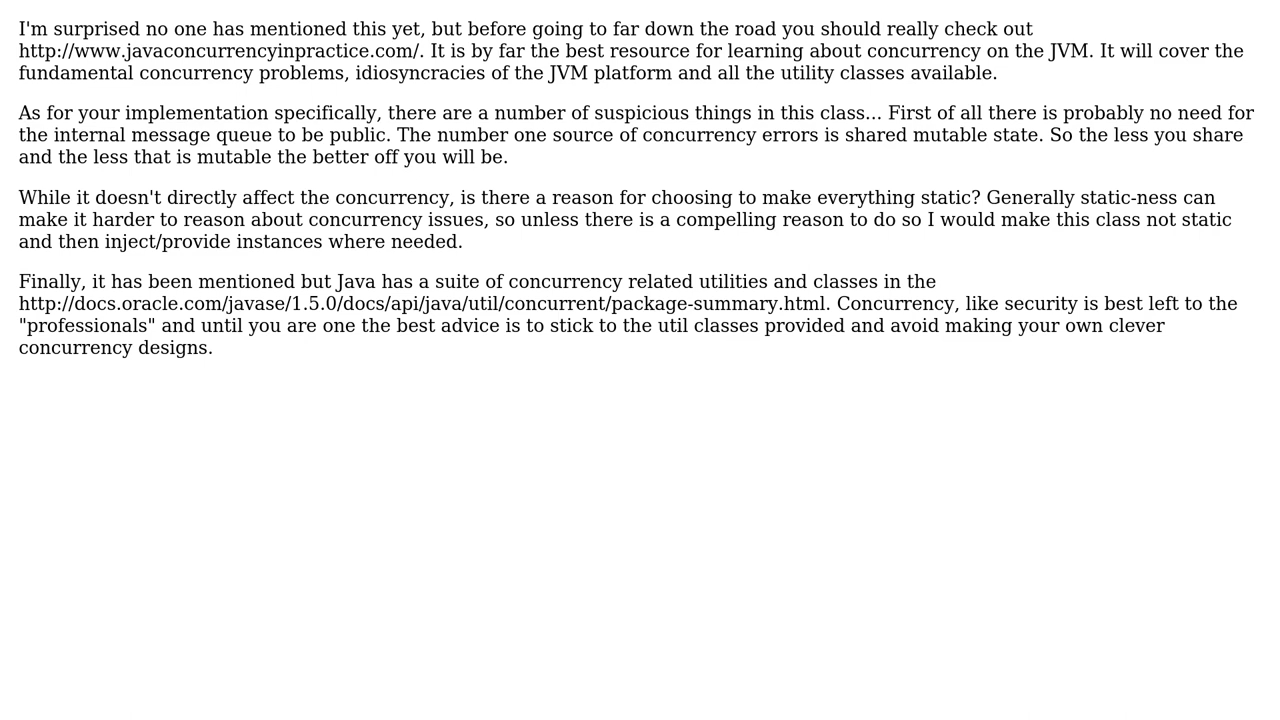 I'm surprised no one has mentioned this yet, but before going to far down the road you should really check out
http://www.javaconcurrencyinpractice.com/. It is by far the best resource for learning about concurrency on the JVM. It will cover the
fundamental concurrency problems, idiosyncracies of the JVM platform and all the utility classes available.
As for your implementation specifically, there are a number of suspicious things in this class... First of all there is probably no need for
the internal message queue to be public. The number one source of concurrency errors is shared mutable state. So the less you share
and the less that is mutable the better off you will be.
While it doesn't directly affect the concurrency, is there a reason for choosing to make everything static? Generally static-ness can
make it harder to reason about concurrency issues, so unless there is a compelling reason to do so I would make this class not static
and then inject/provide instances where needed.
Finally, it has been mentioned but Java has a suite of concurrency related utilities and classes in the
http://docs.oracle.com/javase/1.5.0/docs/api/java/util/concurrent/package-summary.html. Concurrency, like security is best left to the
"professionals" and until you are one the best advice is to stick to the util classes provided and avoid making your own clever
concurrency designs.